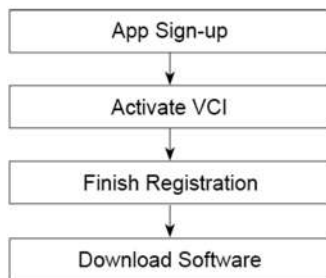 App Sign-up
Activate VCI
Finish Registration
Download Software